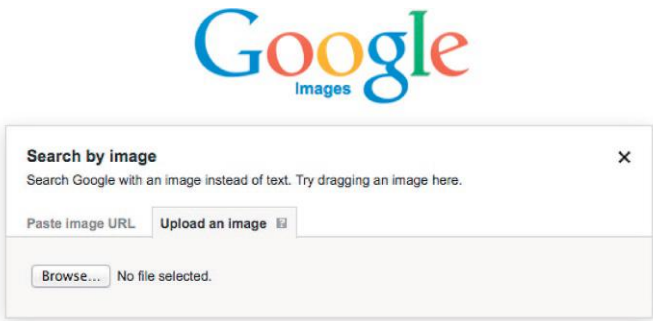 Google
Images
Search by image
Search Google with an image instead of text. Try dragging an image here.
Paste image URL Upload an image ?
Browse... No file selected.